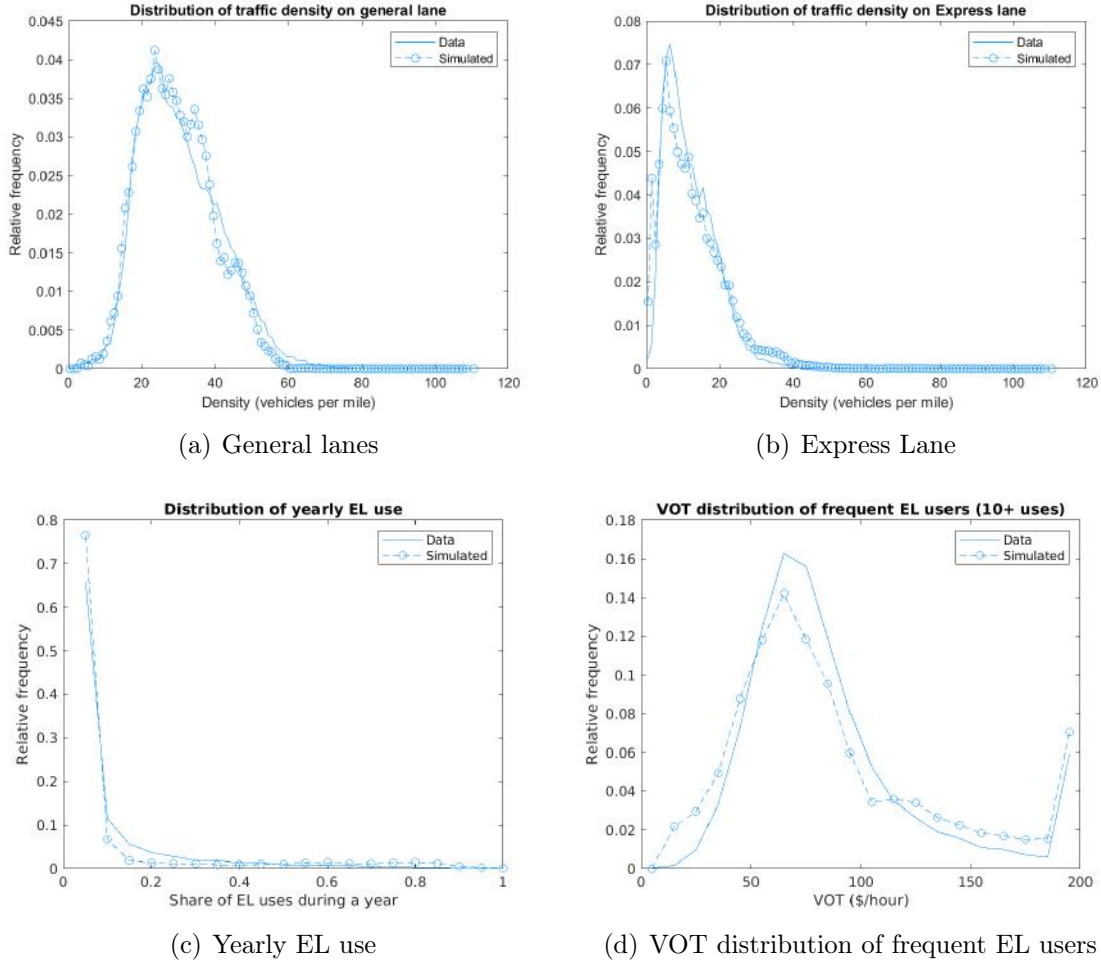 Distribution of traffic density on general lane
0.045
0.04
0.035
0.03
0.025
0.02
0.015
0.01
0.005
0
Relative frequency
Data
Simulated
0 20 40 60 80 100 120
Density (vehicles per mile)
(a) General lanes
Distribution of traffic density on Express lane
0.08
0.07
0.06
0.05
0.04
0.03
0.02
0.01
0
Relative frequency
Data
Simulated
0 20 40 60 80 100 120
Density (vehicles per mile)
(b) Express Lane
Distribution of yearly EL use
0.8
0.7
0.6
0.5
0.4
0.3
0.2
0.1
0
Relative frequency
Data
Simulated
0 0.2 0.4 0.6 0.8 1
Share of EL uses during a year
(c) Yearly EL use
VOT distribution of frequent EL users (10+ uses)
0.18
0.16
0.14
0.12
0.1
0.08
0.06
0.04
0.02
0
Relative frequency
Data
Simulated
0 50 100 150 200
VOT ($/hour)
(d) VOT distribution of frequent EL users